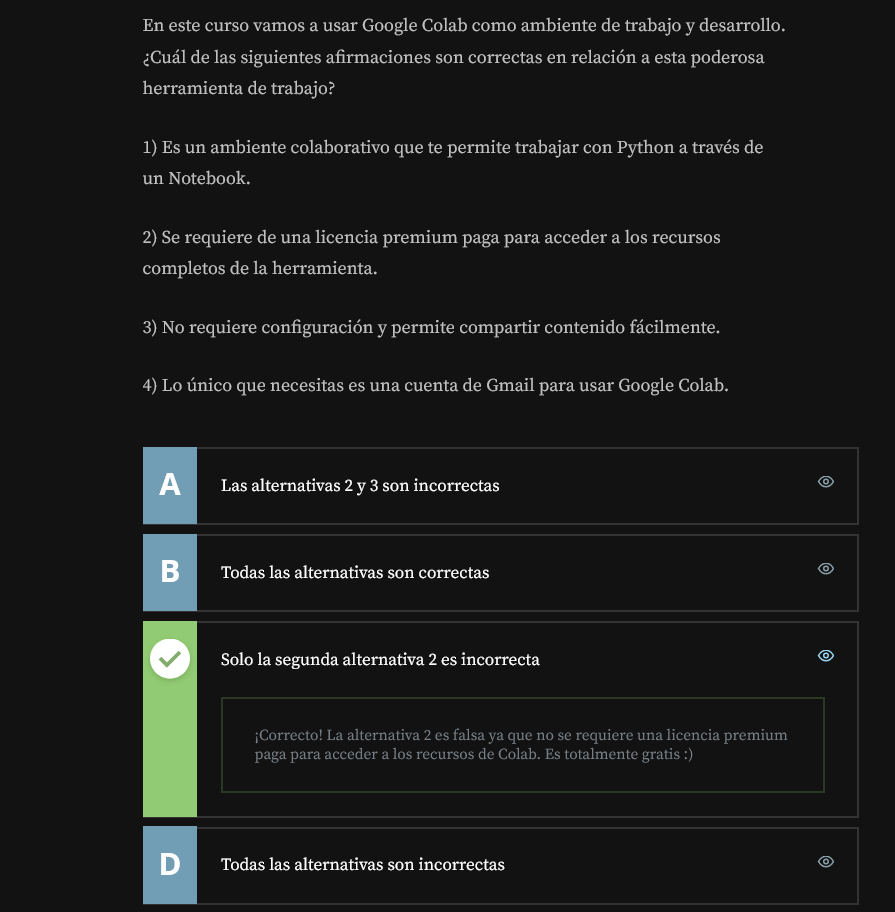 En este curso vamos a usar Google Colab como ambiente de trabajo y desarrollo.
¿Cuál de las siguientes afirmaciones son correctas en relación a esta poderosa
herramienta de trabajo?
1) Es un ambiente colaborativo que te permite trabajar con Python a través de
un Notebook.
2) Se requiere de una licencia premium paga para acceder a los recursos
completos de la herramienta.
3) No requiere configuración y permite compartir contenido fácilmente.
4) Lo único que necesitas es una cuenta de Gmail para usar Google Colab.
A Las alternativas 2 y 3 son incorrectas
B Todas las alternativas son correctas
Solo la segunda alternativa 2 es incorrecta
¡Correcto! La alternativa 2 es falsa ya que no se requiere una licencia premium
paga para acceder a los recursos de Colab. Es totalmente gratis :)
D Todas las alternativas son incorrectas